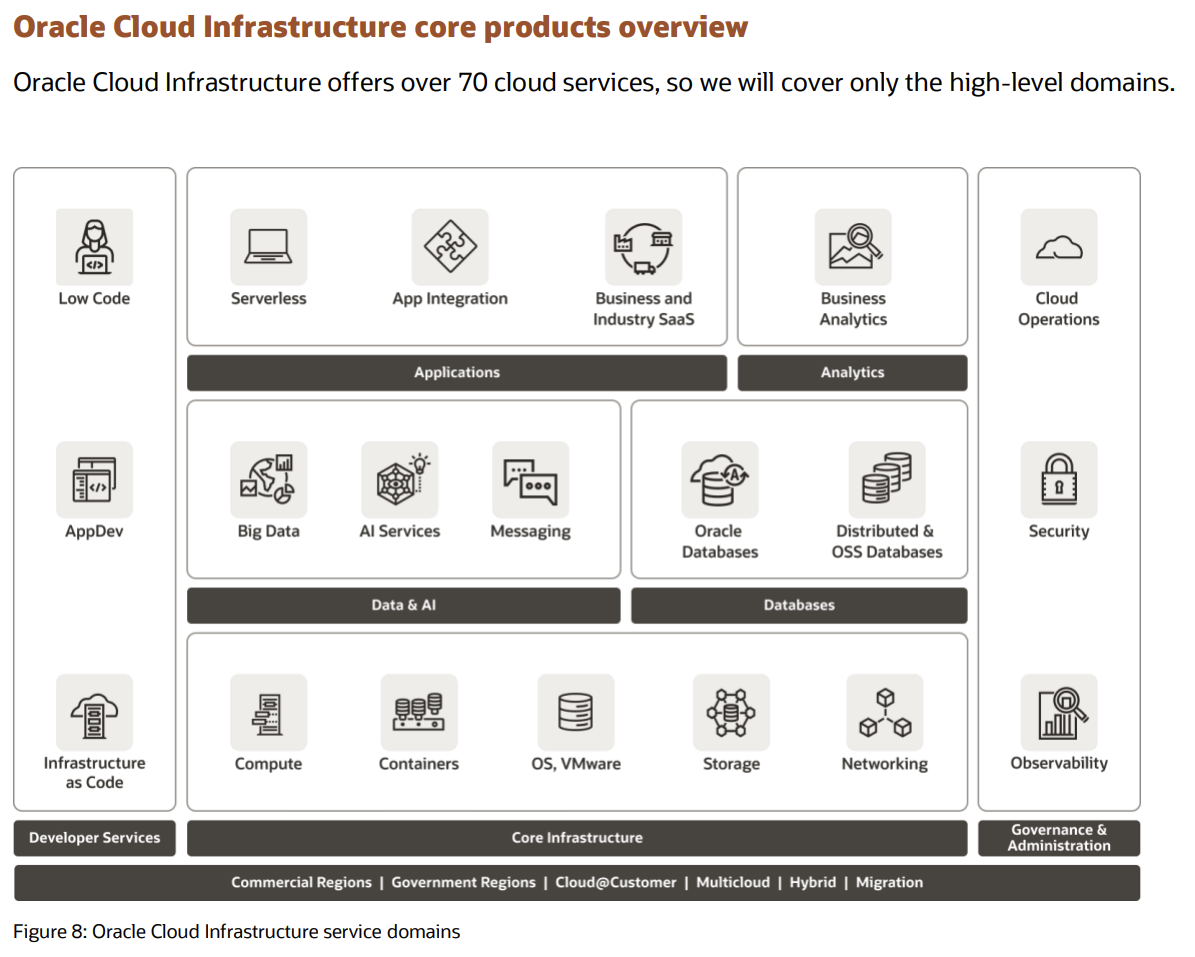 Oracle Cloud Infrastructure core products overview
Oracle Cloud Infrastructure offers over 70 cloud services, so we will cover only the high-level domains.
Low Code
AppDev
Infrastructure
as Code
Developer Services
Serverless
App Integration
Business and
Industry SaaS
Applications
Business
Analytics
Analytics
Big Data
AI Services
Messaging
Data & AI
Oracle
Databases
Distributed &
OSS Databases
Databases
Compute
Containers
OS, VMware
Storage
Networking
Core Infrastructure
Cloud
Operations
Security
Observability
Governance &
Administration
Commercial Regions | Government Regions | Cloud@Customer | Multicloud | Hybrid | Migration
Figure 8: Oracle Cloud Infrastructure service domains